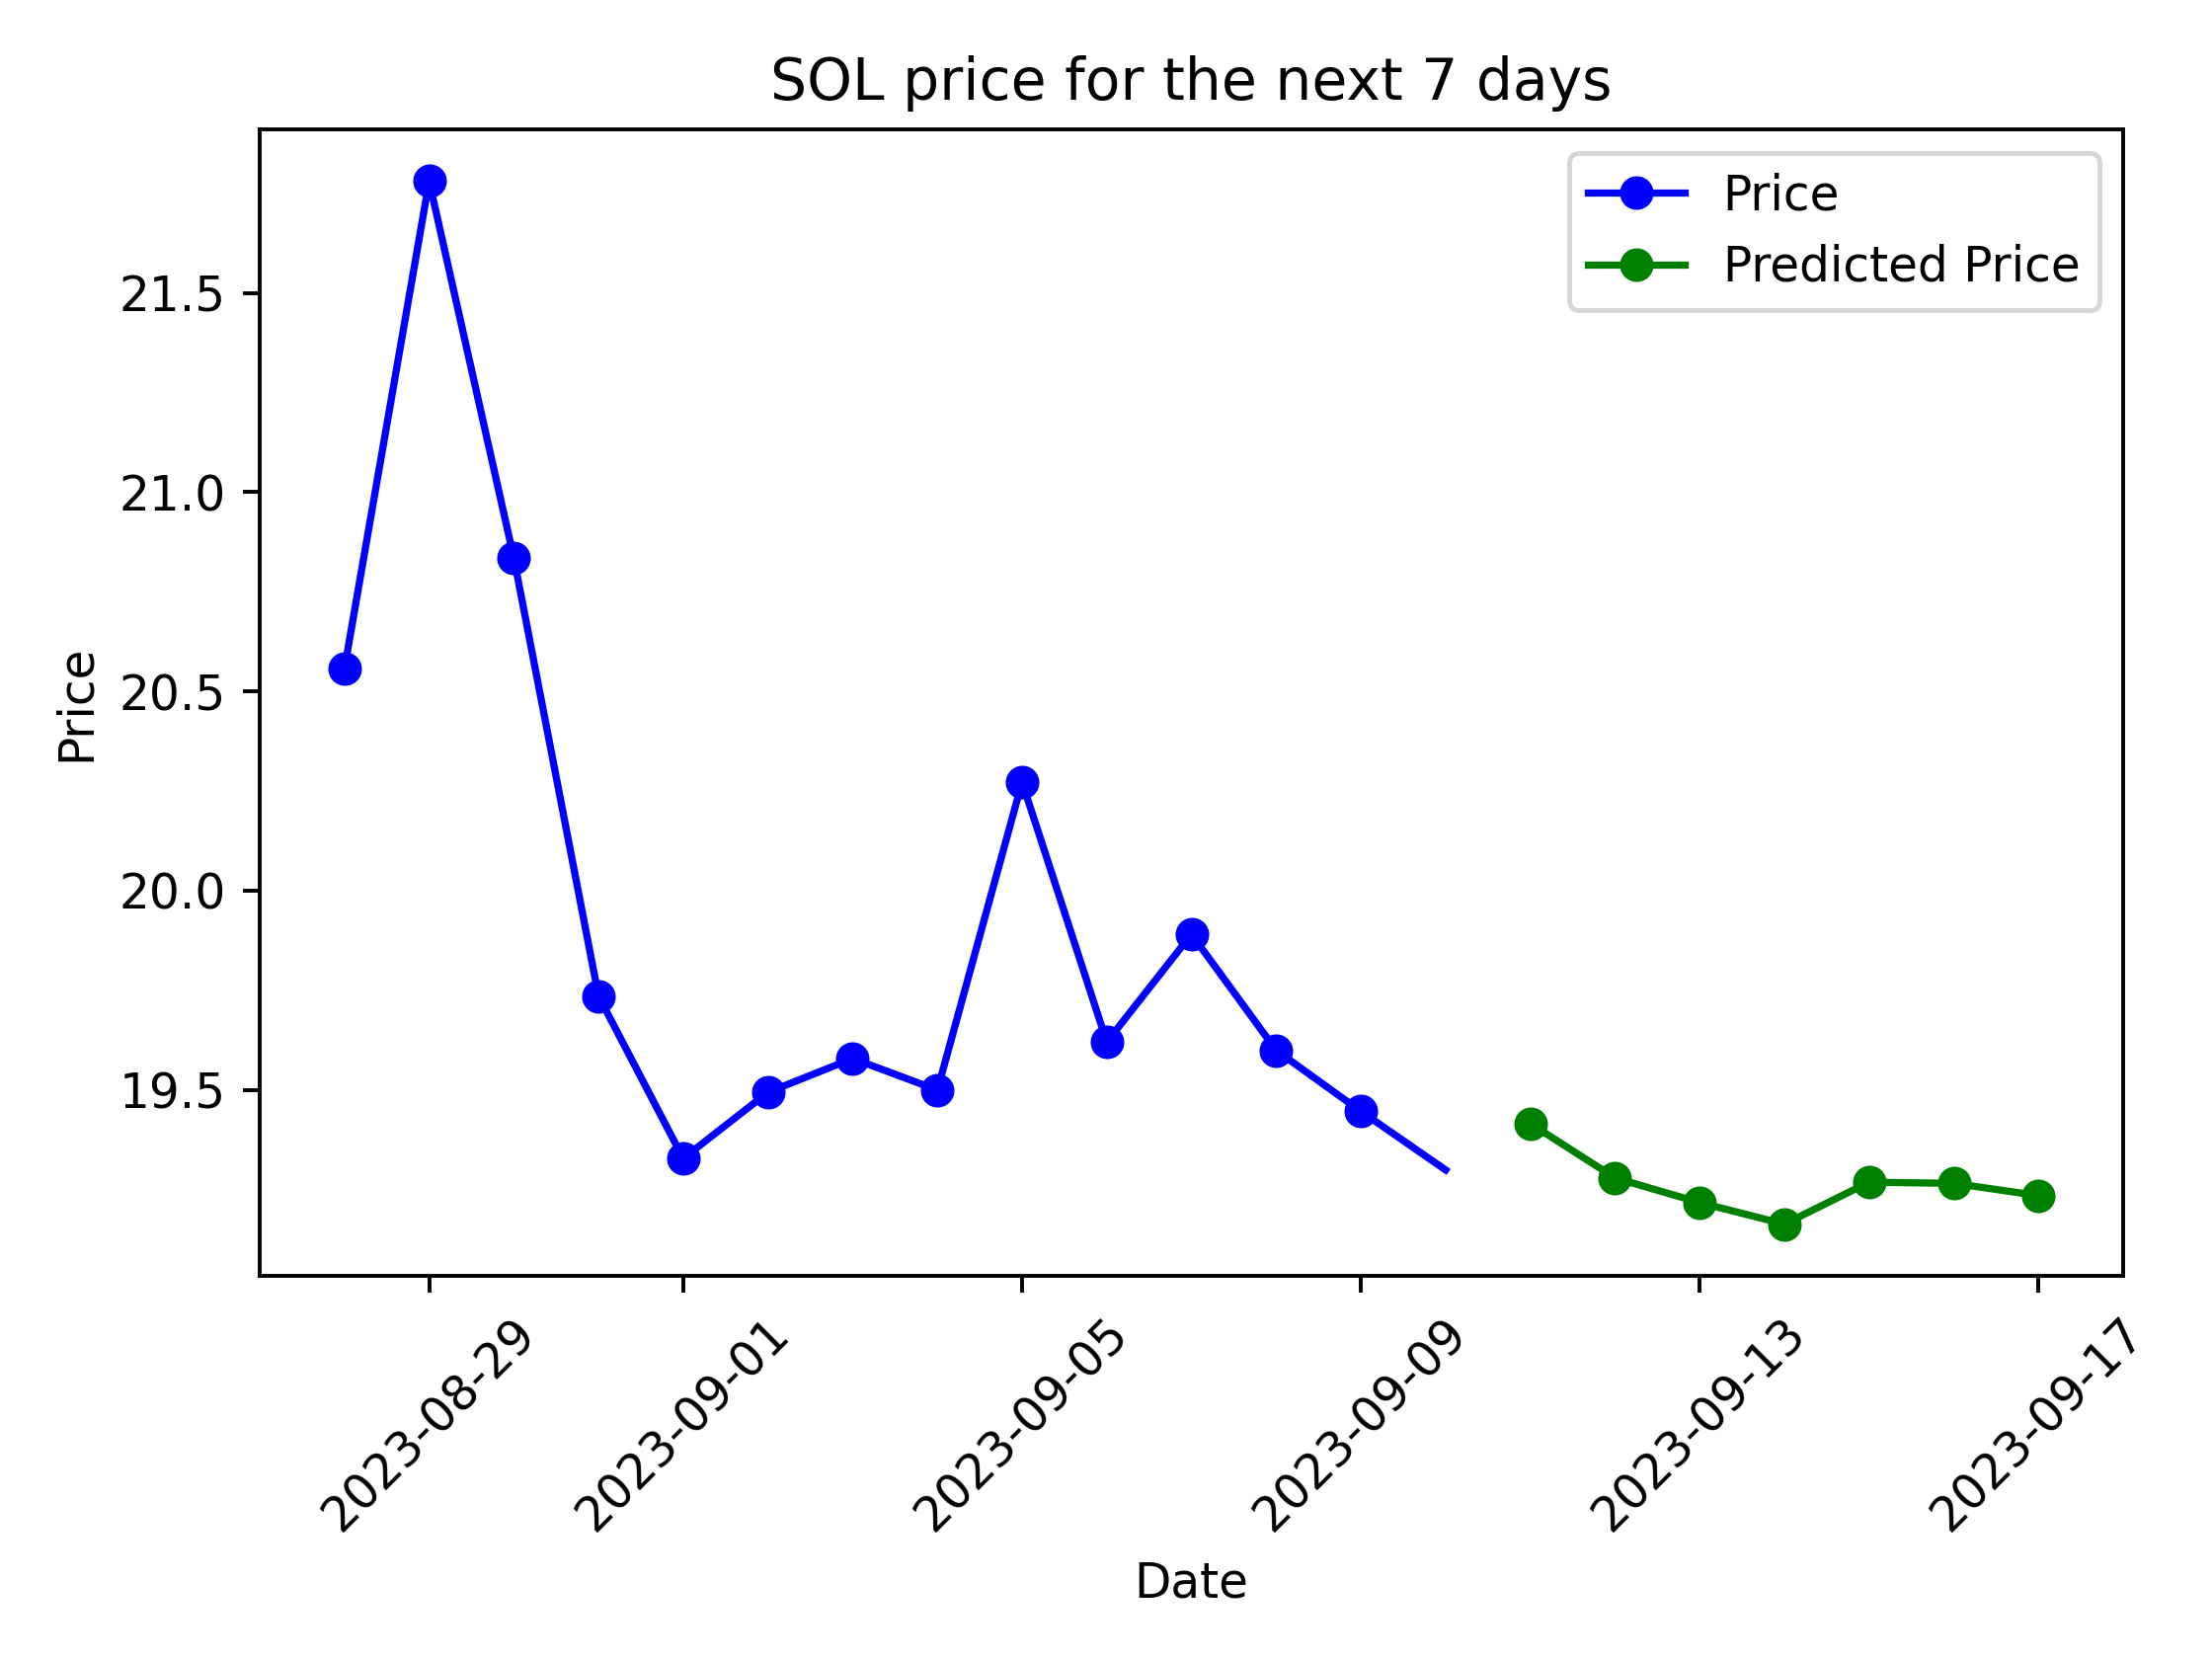 SOL price for the next 7 days
Price
Predicted Price
21.5
21.0
20.5
20.0
19.5
Price
2023-08-29
2023-09-01
2023-09-05
2023-09-09
2023-09-13
2023-09-17
Date